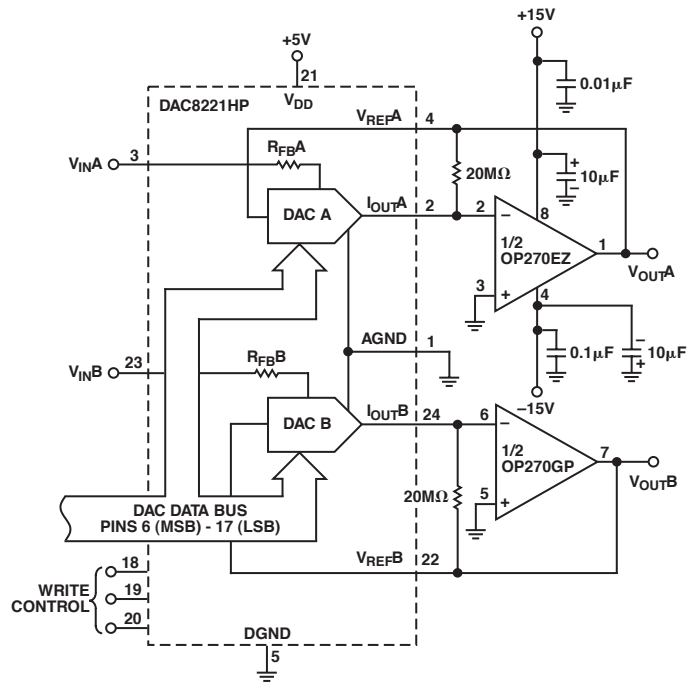 +15V
+5V
21
0.01µF
DAC8221HP
VDD
VREFA
4
VINA
3
RFBA
20MΩ
+
10µF
−
DAC A
IOUTA
2
2
−
8
1/2
OP270EZ
1
VOUTA
3
+
4
AGND
1
VINB
23
RFBB
0.1µF
−
10µF
+
−15V
DAC B
IOUTB
24
6
−
1/2
OP270GP
7
VOUTB
DAC DATA BUS
PINS 6 (MSB) - 17 (LSB)
20MΩ
5
+
VREFB
22
WRITE
CONTROL
18
19
20
DGND
5